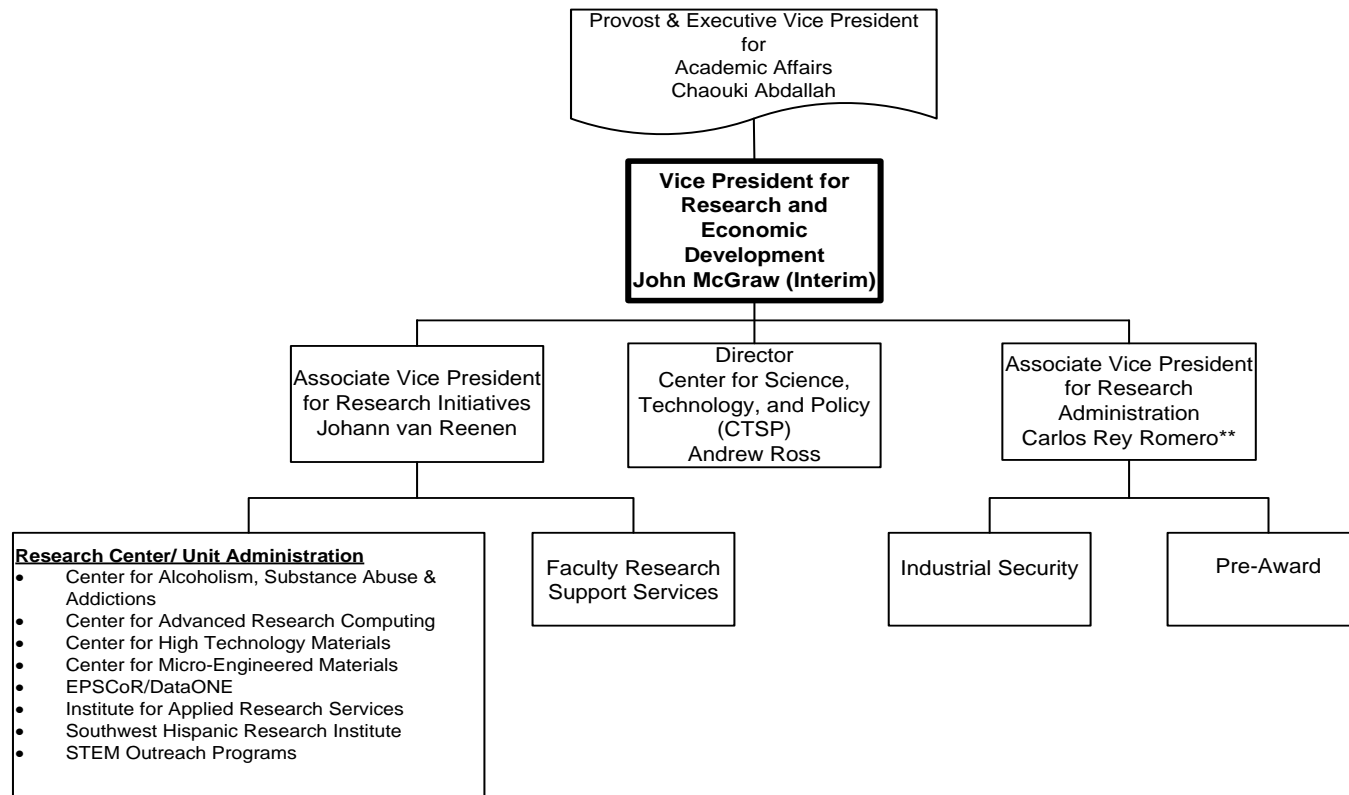 Provost & Executive Vice President
for
Academic Affairs
Chaouki Abdallah
Vice President for
Research and
Economic
Development
John McGraw (Interim)
Associate Vice President
for Research Initiatives
Johann van Reenen
Director
Center for Science,
Technology, and Policy
(CTSP)
Andrew Ross
Associate Vice President
for Research
Administration
Carlos Rey Romero**
Research Center/ Unit Administration
• Center for Alcoholism, Substance Abuse &
Addictions
• Center for Advanced Research Computing
• Center for High Technology Materials
• Center for Micro-Engineered Materials
• EPSCoR/DataONE
• Institute for Applied Research Services
• Southwest Hispanic Research Institute
• STEM Outreach Programs
Faculty Research
Support Services
Industrial Security
Pre-Award